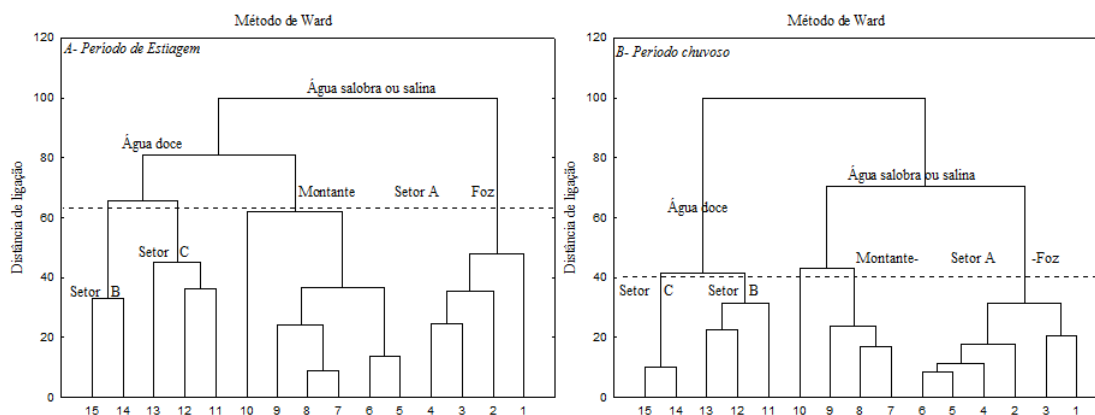 Método de Ward
120
A- Período de Estiagem
Água salobra ou salina
100
Água doce
80
Montante Setor A Foz
60
Setor C
40
Setor B
20
0
15 14 13 12 11 10 9 8 7 6 5 4 3 2 1
Distância de ligação
Método de Ward
120
B- Período chuvoso
100
80
Água salobra ou salina
Água doce
60
Montante- Setor A -Foz
40
Setor C Setor B
20
0
15 14 13 12 11 10 9 8 7 6 5 4 2 3 1
Distância de ligação